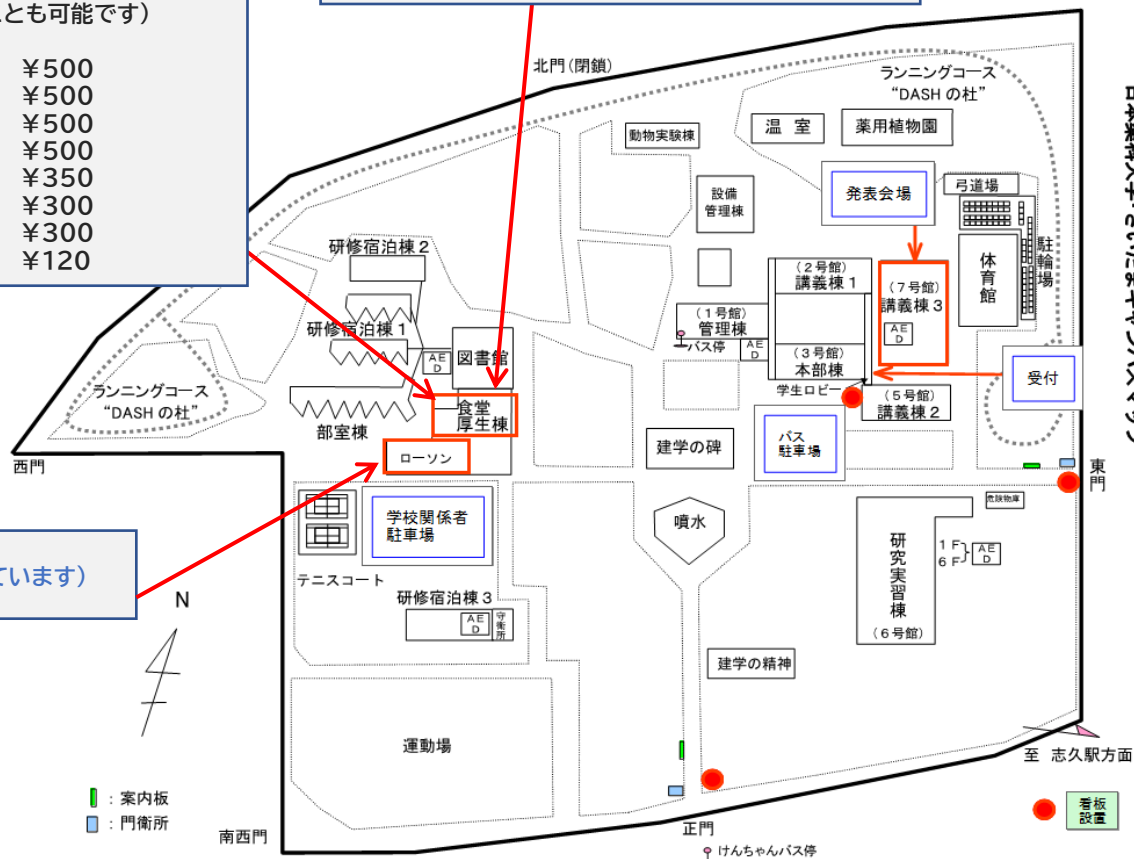 とも可能です）
￥500
￥500
￥500
￥500
￥350
￥300
￥300
￥120
北門（閉鎖）
ランニングコース
“DASH の杜”
動物実験棟
温 室
薬用植物園
設備
管理棟
発表会場
弓道場
駐輪場
体育館
研修宿泊棟２
（２号館）
講義棟１
（７号館）
講義棟３
AED
（１号館）
管理棟
バス停
AED
研修宿泊棟１
AED
図書館
（３号館）
本部棟
学生ロビー
受付
（５号館）
講義棟２
ランニングコース
“DASH の杜”
食堂
厚生棟
部室棟
ローソン
建学の碑
バス
駐車場
西門
東門
危険物庫
学校関係者
駐車場
噴水
研究実習棟
（６号館）
１F
６F
AED
ています）
テニスコート
N
研修宿泊棟３
AED
守衛所
建学の精神
運動場
至 志久駅方面
：案内板
：門衛所
南西門
正門
けんちゃんバス停
看板
設置